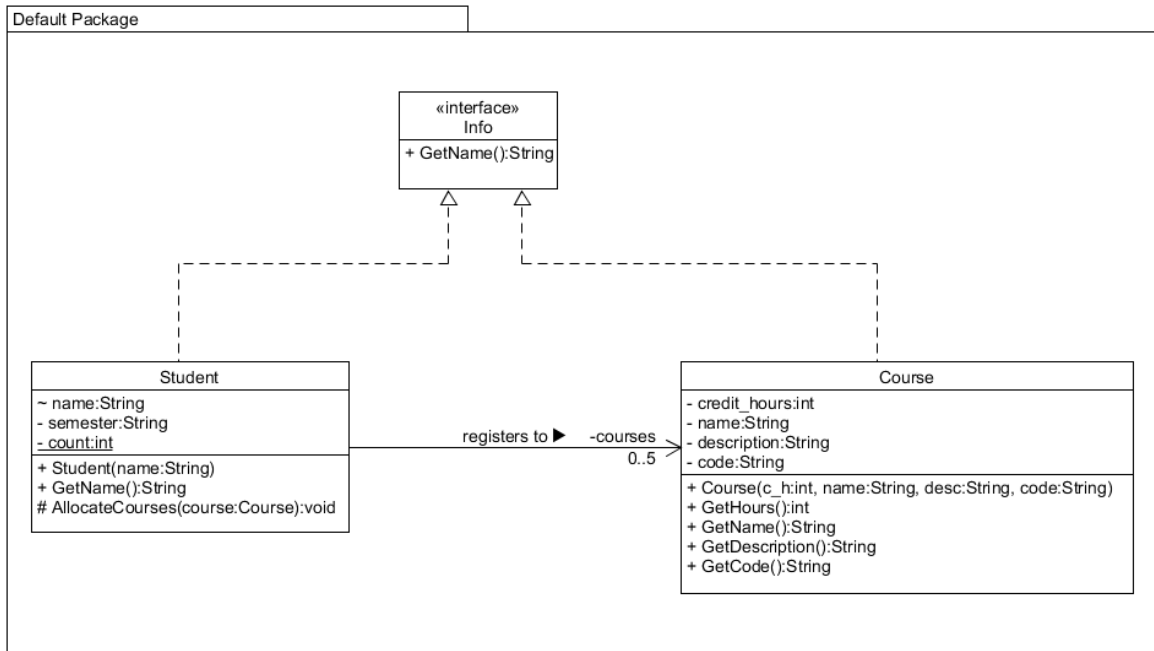 Default Package
«interface»
Info
+ GetName():String
Student
~ name:String
- semester:String
- count:int
+ Student(name:String)
+ GetName():String
# AllocateCourses(course:Course):void
registers to ▶ -courses
0..5
Course
- credit_hours:int
- name:String
- description:String
- code:String
+ Course(c_h:int, name:String, desc:String, code:String)
+ GetHours():int
+ GetName():String
+ GetDescription():String
+ GetCode():String